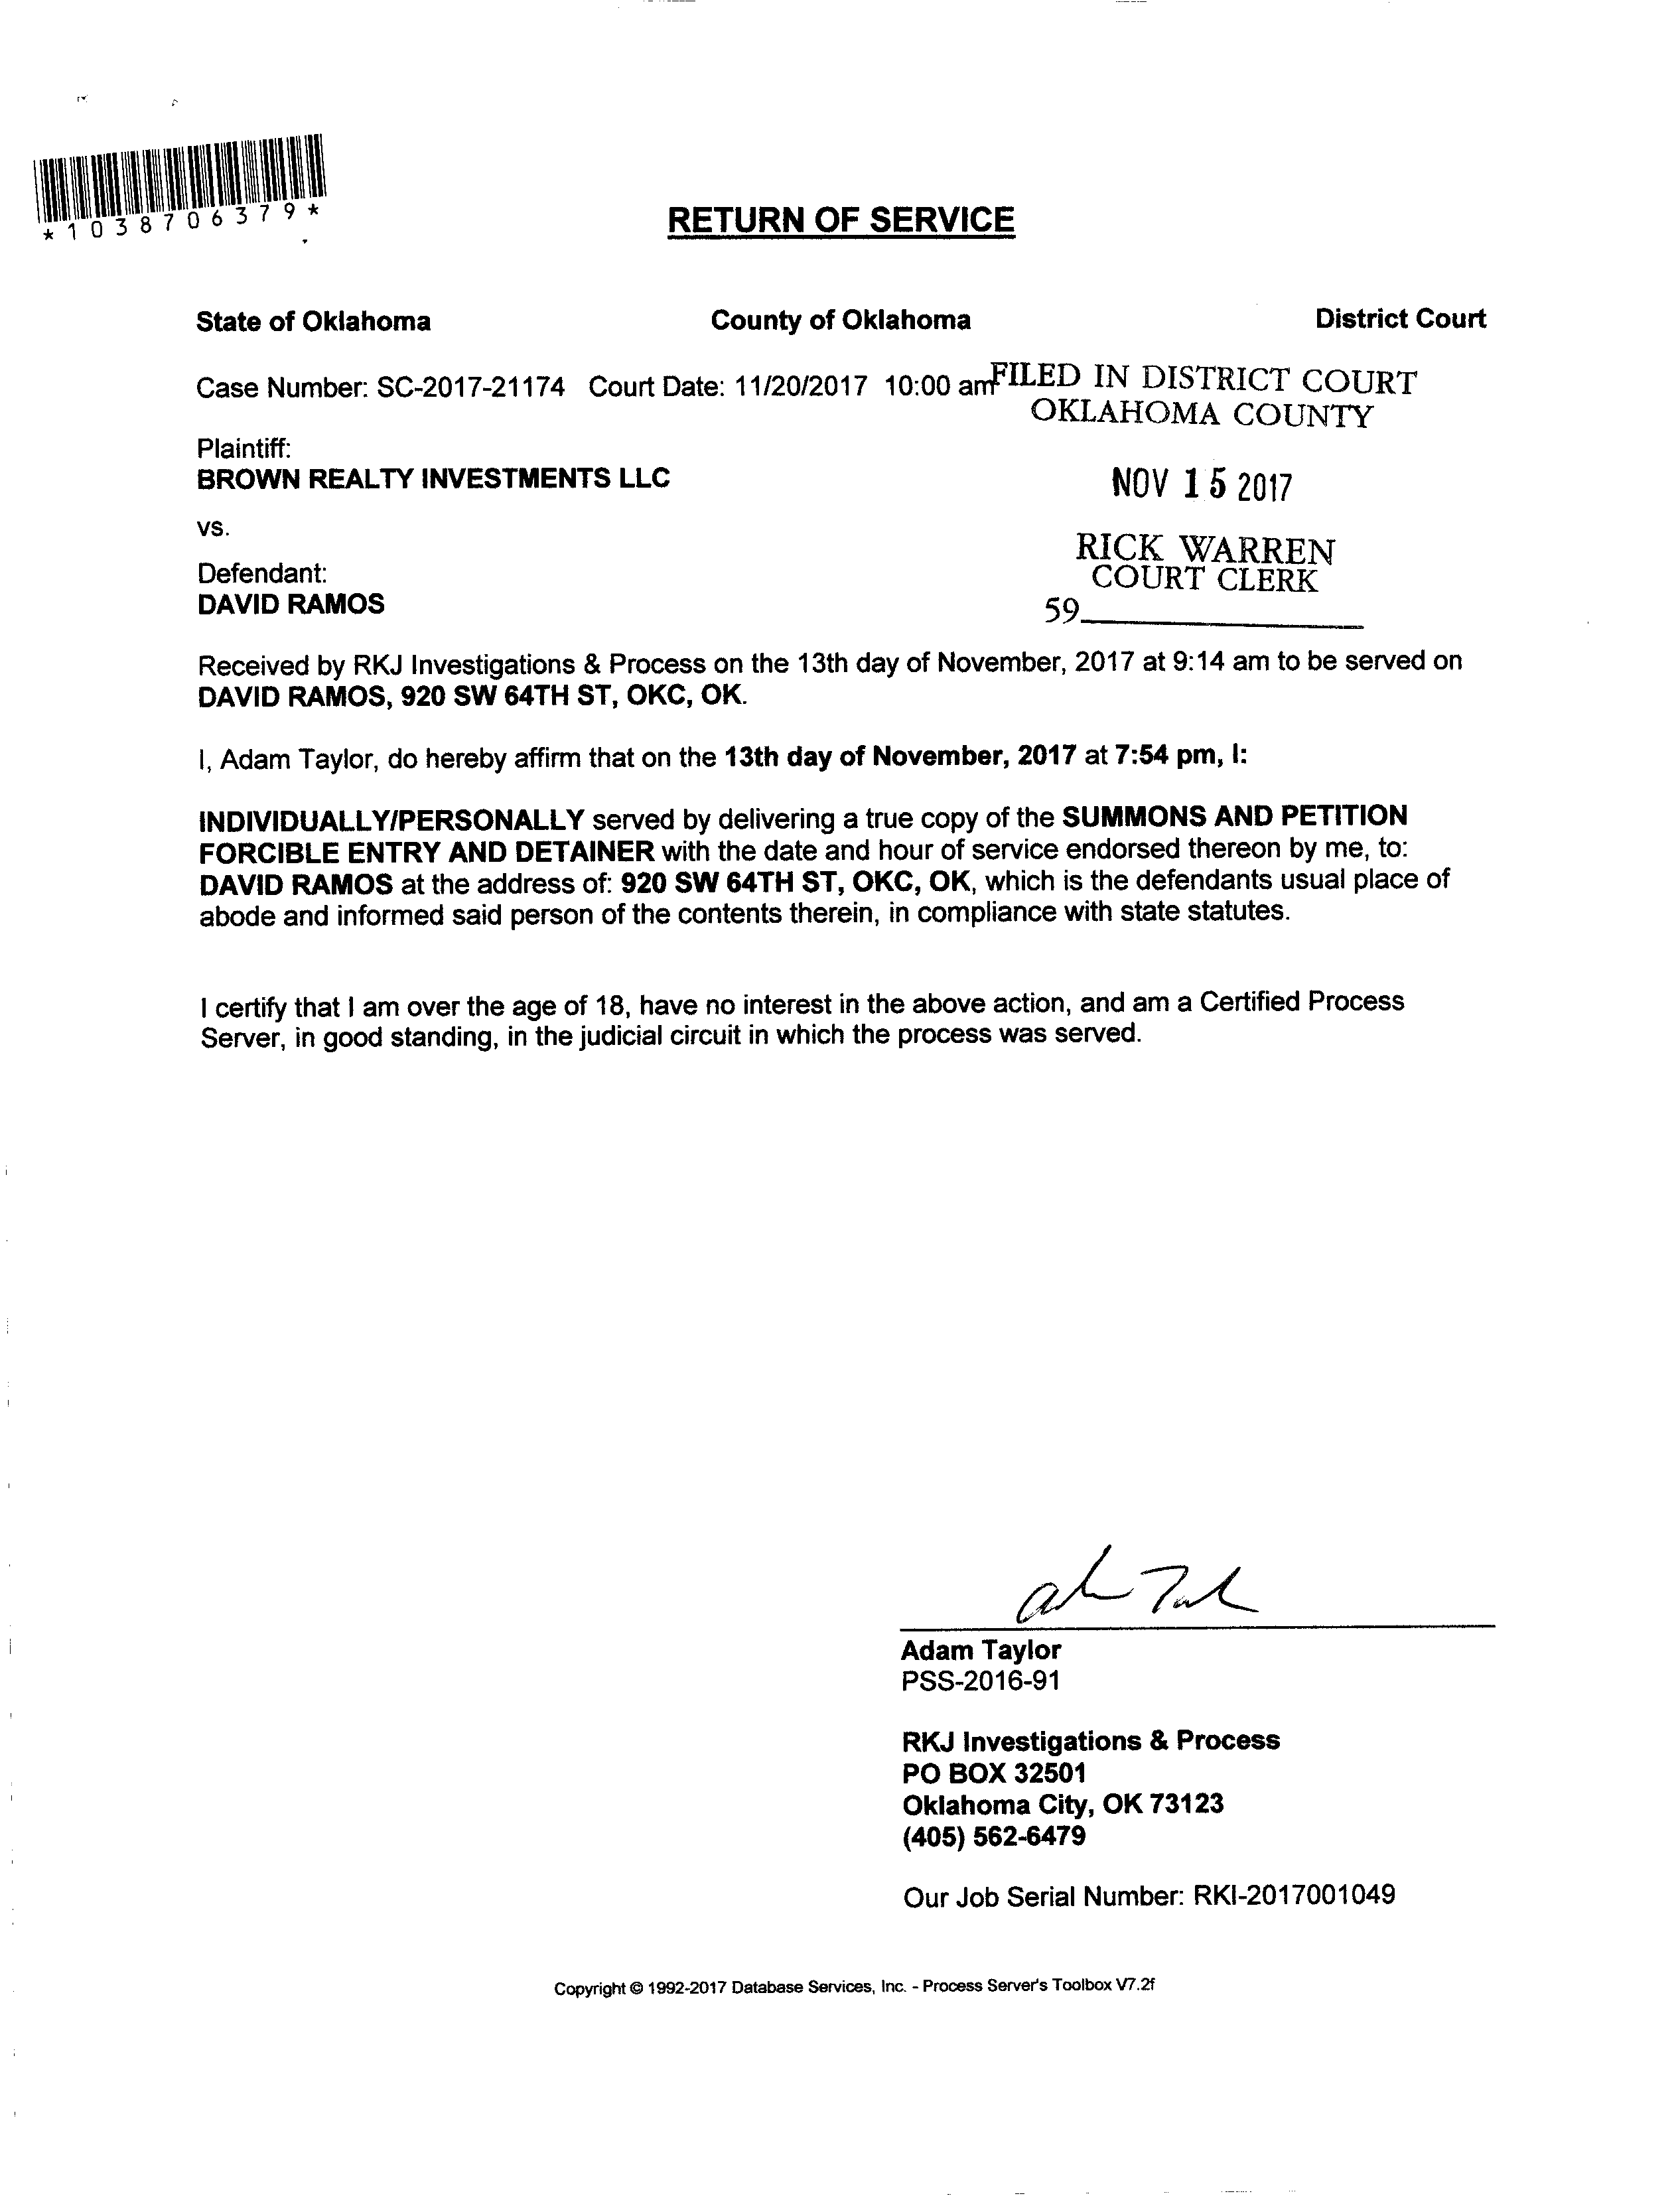 *1038706379*
RETURN OF SERVICE
State of Oklahoma County of Oklahoma District Court
Case Number: SC-2017-21174 Court Date: 11/20/2017 10:00 am
FILED IN DISTRICT COURT
OKLAHOMA COUNTY
Plaintiff:
BROWN REALTY INVESTMENTS LLC
NOV 15 2017
vs.
RICK WARREN
COURT CLERK
Defendant:
DAVID RAMOS
59
Received by RKJ Investigations & Process on the 13th day of November, 2017 at 9:14 am to be served on
DAVID RAMOS, 920 SW 64TH ST, OKC, OK.
I, Adam Taylor, do hereby affirm that on the 13th day of November, 2017 at 7:54 pm, I:
INDIVIDUALLY/PERSONALLY served by delivering a true copy of the SUMMONS AND PETITION
FORCIBLE ENTRY AND DETAINER with the date and hour of service endorsed thereon by me, to:
DAVID RAMOS at the address of: 920 SW 64TH ST, OKC, OK, which is the defendants usual place of
abode and informed said person of the contents therein, in compliance with state statutes.
I certify that I am over the age of 18, have no interest in the above action, and am a Certified Process
Server, in good standing, in the judicial circuit in which the process was served.
Adam Taylor
PSS-2016-91
RKJ Investigations & Process
PO BOX 32501
Oklahoma City, OK 73123
(405) 562-6479
Our Job Serial Number: RKI-2017001049
Copyright © 1992-2017 Database Services, Inc. - Process Server's Toolbox V7.2f